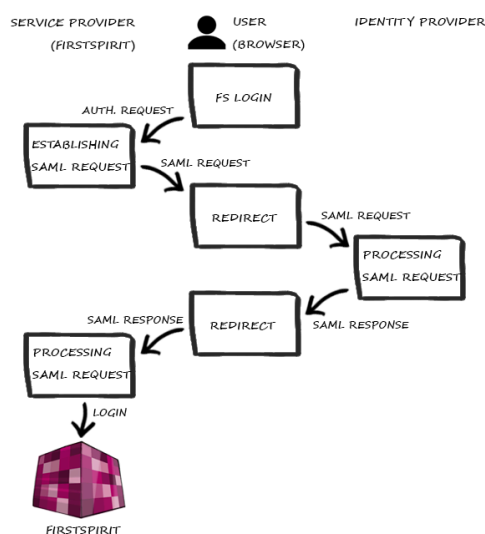 SERVICE PROVIDER
(FIRSTSPIRIT)
USER
(BROWSER)
IDENTITY PROVIDER
FS LOGIN
AUTH. REQUEST
ESTABLISHING
SAML REQUEST
SAML REQUEST
REDIRECT
SAML REQUEST
PROCESSING
SAML REQUEST
SAML RESPONSE
REDIRECT
SAML RESPONSE
PROCESSING
SAML REQUEST
LOGIN
FIRSTSPIRIT